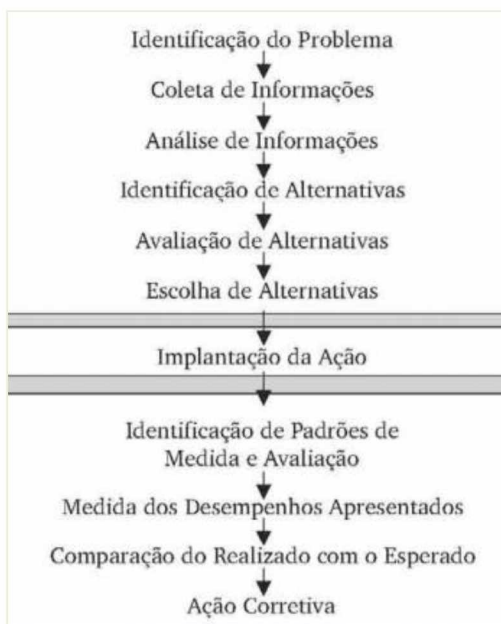 Identificação do Problema
Coleta de Informações
Análise de Informações
Identificação de Alternativas
Avaliação de Alternativas
Escolha de Alternativas
Implantação da Ação
Identificação de Padrões de
Medida e Avaliação
Medida dos Desempenhos Apresentados
Comparação do Realizado com o Esperado
Ação Corretiva